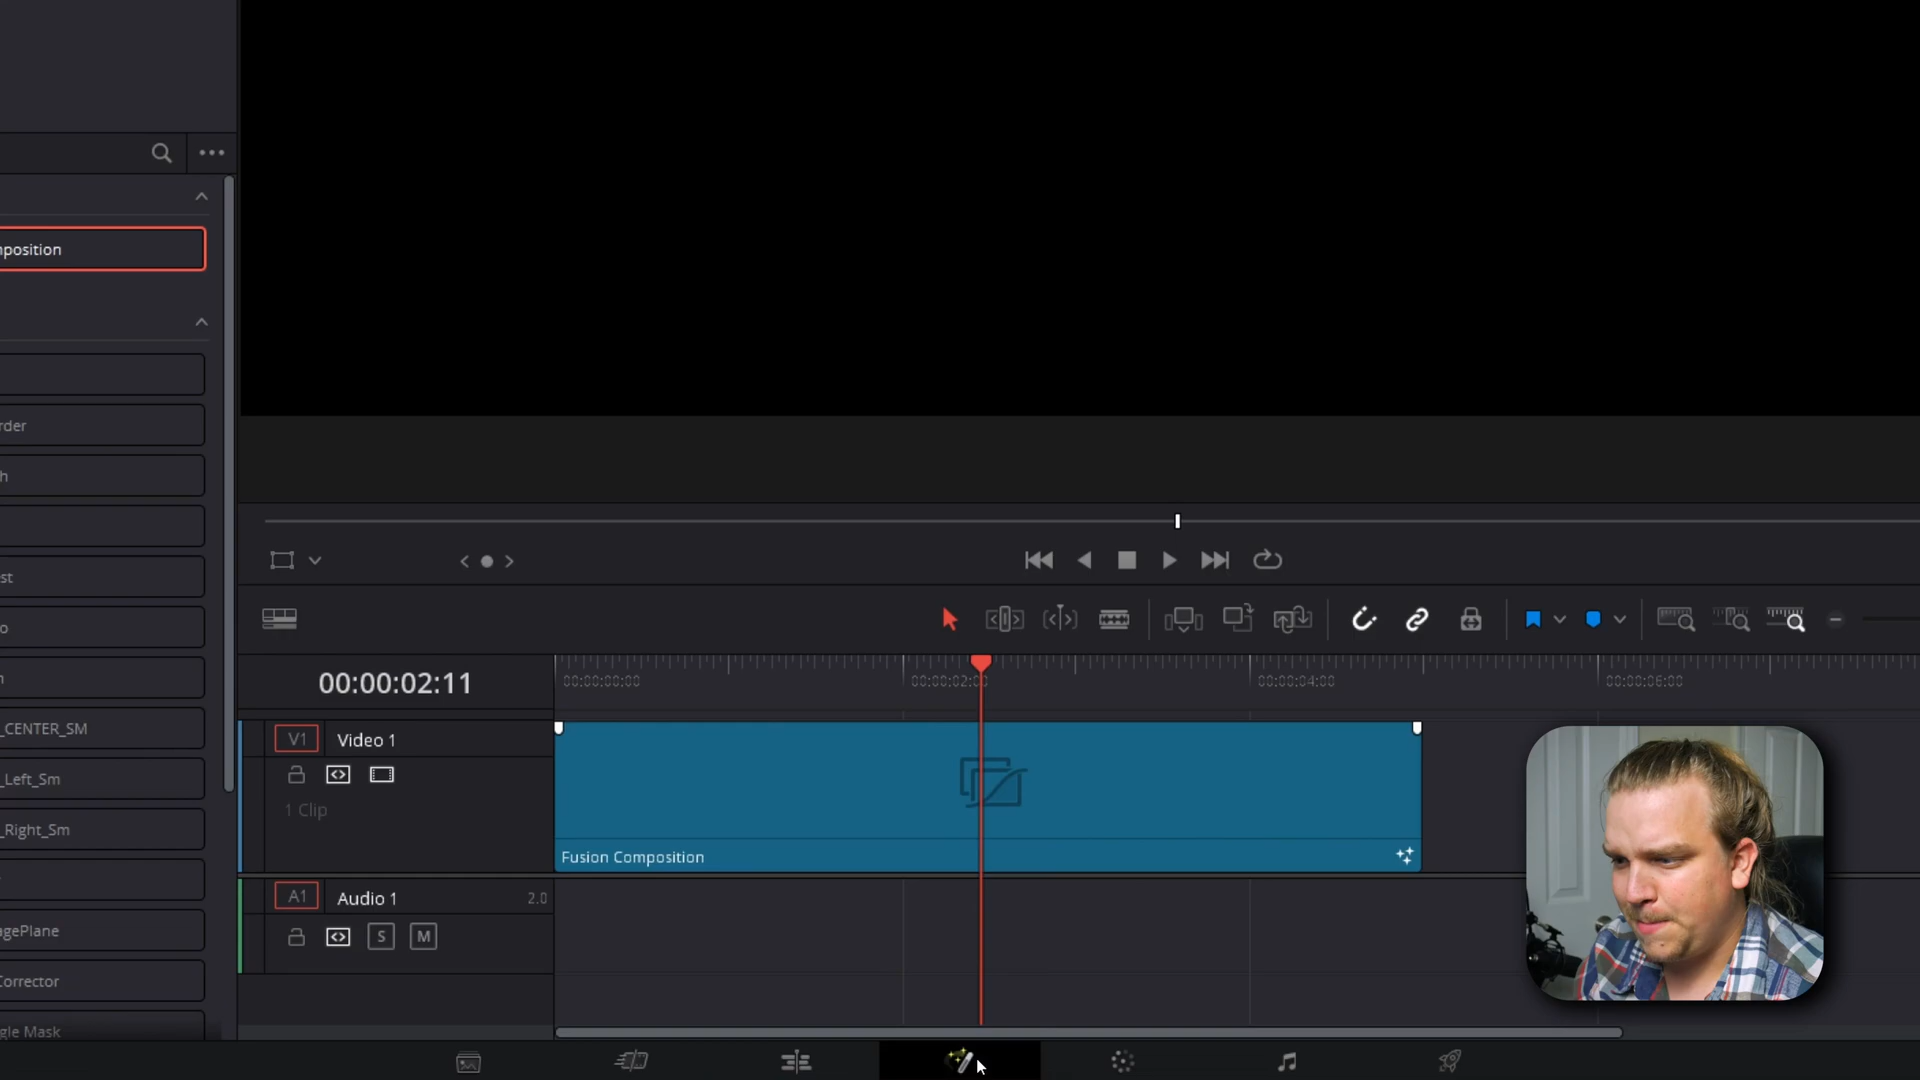 mposition
rder
h
st
o
n
_CENTER_SM
_Left_Sm
_Right_Sm
agePlane
Corrector
gle Mask
00:00:02:11
00:00:00:00
00:00:02:00
00:00:04:00
00:00:06:00
V1
Video 1
1 Clip
Fusion Composition
A1
Audio 1
2.0
S
M